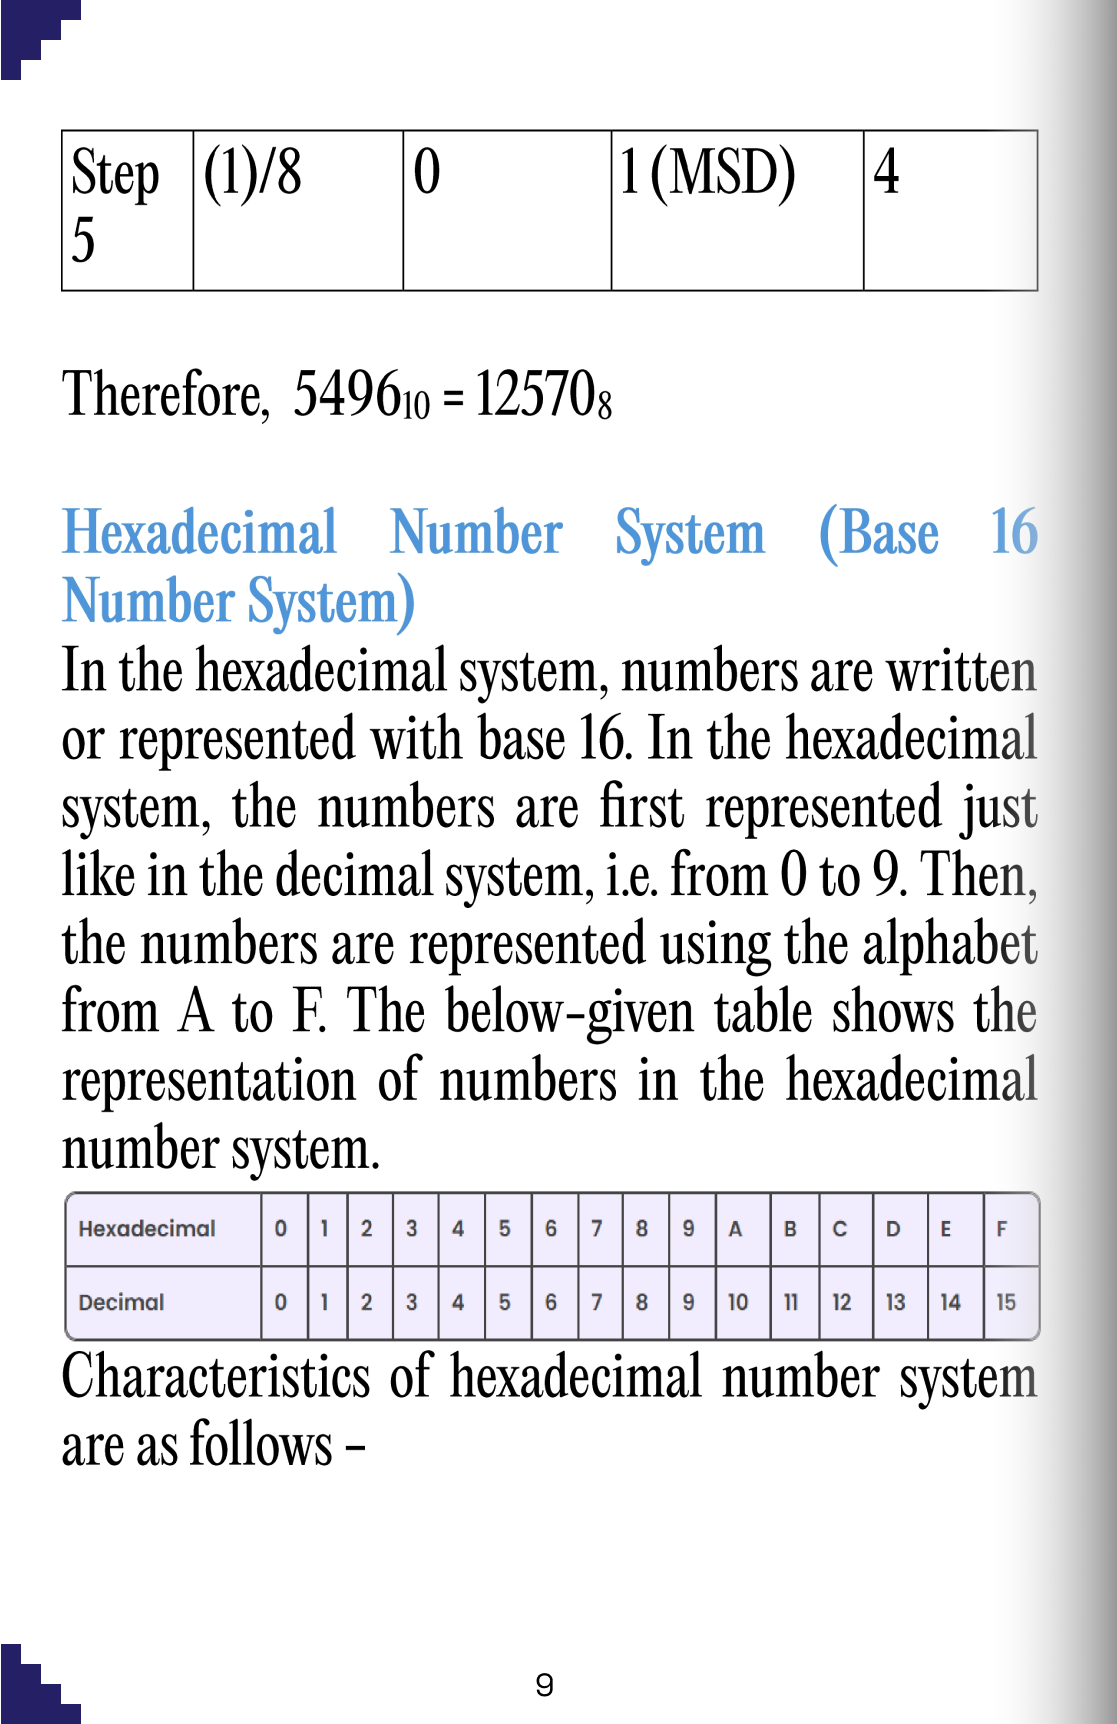 Step 5 (1)/8 0 1 (MSD) 4
Therefore, 5496₁₀ = 12570₈
Hexadecimal Number System (Base 16
Number System)
In the hexadecimal system, numbers are written
or represented with base 16. In the hexadecimal
system, the numbers are first represented just
like in the decimal system, i.e. from 0 to 9. Then,
the numbers are represented using the alphabet
from A to F. The below-given table shows the
representation of numbers in the hexadecimal
number system.
Hexadecimal 0 1 2 3 4 5 6 7 8 9 A B C D E F
Decimal 0 1 2 3 4 5 6 7 8 9 10 11 12 13 14 15
Characteristics of hexadecimal number system
are as follows –
9